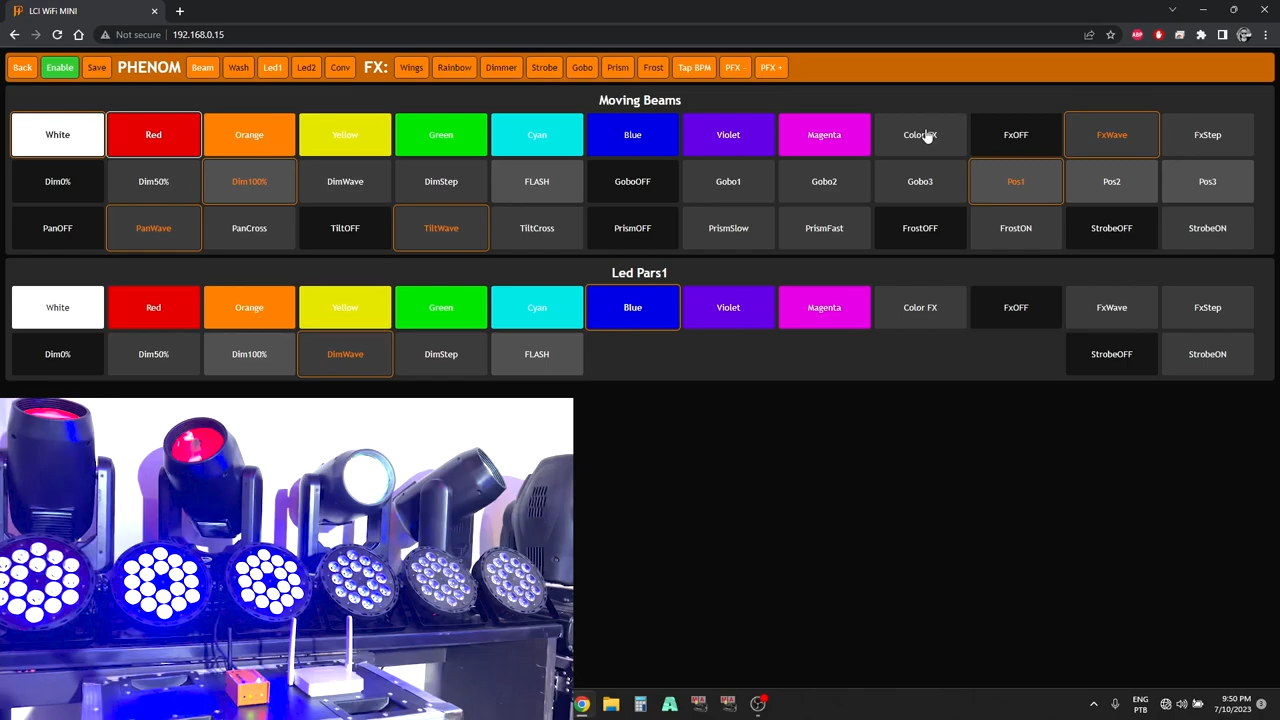 LCI WiFi MINI
Not secure 192.168.0.15
Back Enable Save PHENOM Beam Wash Led1 Led2 Conv FX: Wings Rainbow Dimmer Strobe Gobo Prism Frost Tap BPM PFX - PFX +
Moving Beams
White Red Orange Yellow Green Cyan Blue Violet Magenta Color FX FxOFF FxWave FxStep
Dim0% Dim50% Dim100% DimWave DimStep FLASH GoboOFF Gobo1 Gobo2 Gobo3 Pos1 Pos2 Pos3
PanOFF PanWave PanCross TiltOFF TiltWave TiltCross PrismOFF PrismSlow PrismFast FrostOFF FrostON StrobeOFF StrobeON
Led Pars1
White Red Orange Yellow Green Cyan Blue Violet Magenta Color FX FxOFF FxWave FxStep
Dim0% Dim50% Dim100% DimWave DimStep FLASH StrobeOFF StrobeON
ENG 9:50 PM
PTB 7/10/2023